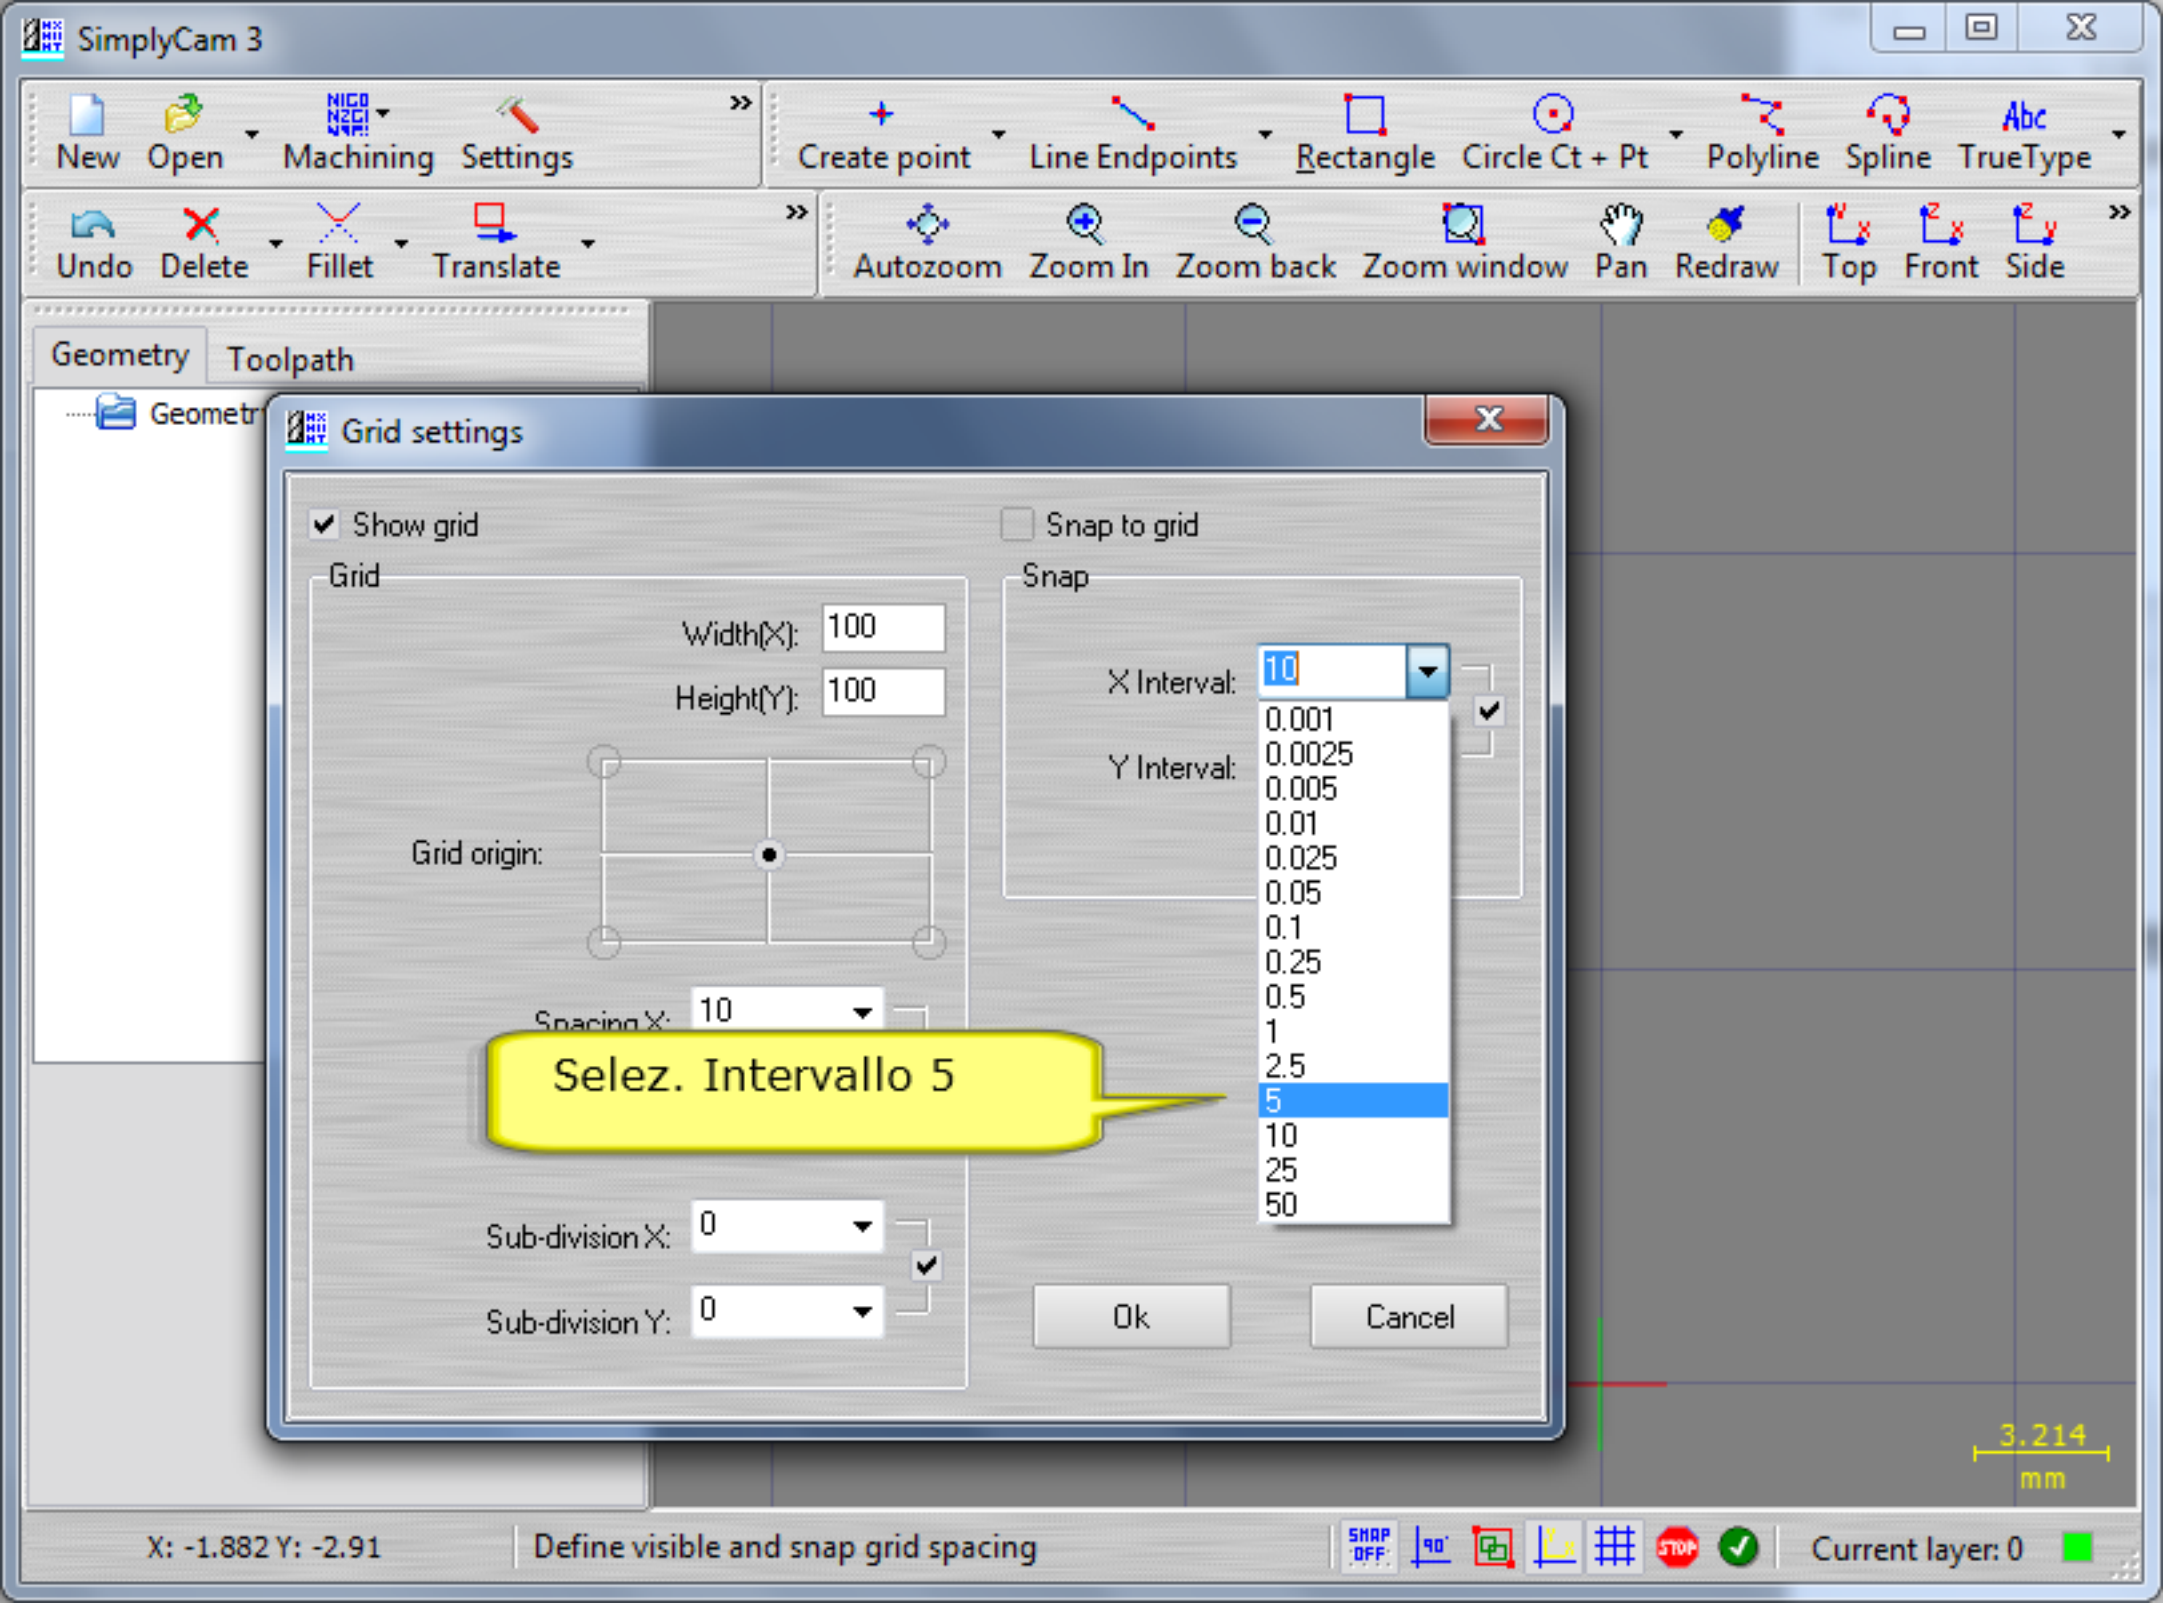 SimplyCam 3
New Open Machining Settings
Create point Line Endpoints Rectangle Circle Ct + Pt Polyline Spline Abc TrueType
Undo Delete Fillet Translate
Autozoom Zoom In Zoom back Zoom window Pan Redraw Top Front Side
Geometry Toolpath
Geometr
Grid settings
Show grid
Snap to grid
Grid
Snap
Width(X): 100
Height(Y): 100
X Interval: 10
Y Interval:
0.001
0.0025
0.005
0.01
0.025
0.05
0.1
0.25
0.5
1
2.5
5
10
25
50
Grid origin:
Spacing X: 10
Selez. Intervallo 5
Sub-division X: 0
Sub-division Y: 0
Ok Cancel
3.214
mm
X: -1.882 Y: -2.91
Define visible and snap grid spacing
SNAP
OFF
90°
STOP
Current layer: 0